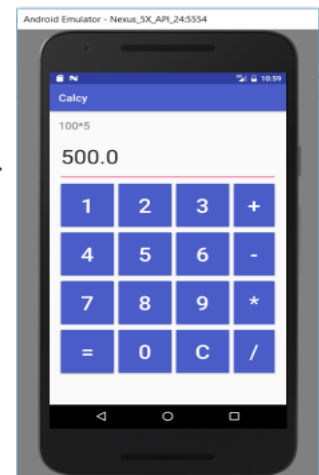 Android Emulator - Nexus_5X_API_24:5554
10:59
Calcy
100*5
500.0
1 2 3 +
4 5 6 -
7 8 9 *
= 0 C /